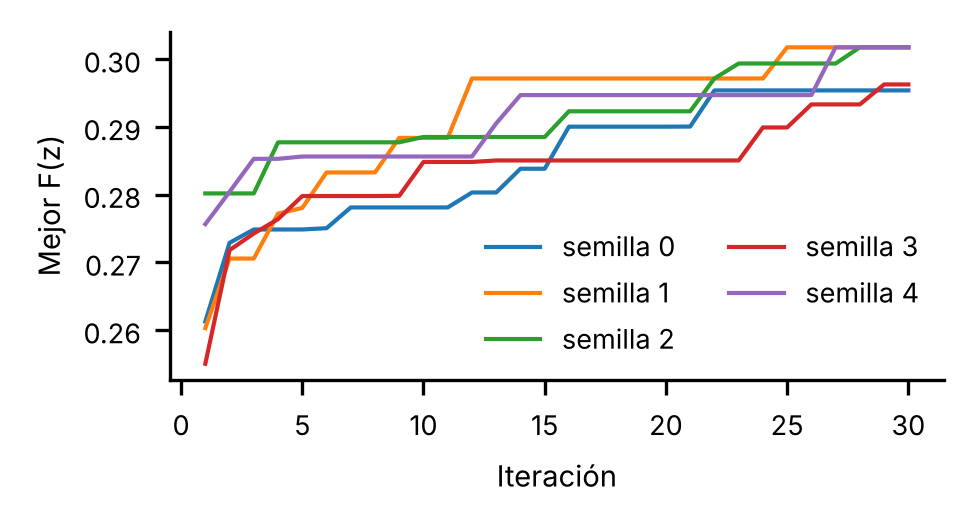 Mejor F(z)
0.30
0.29
0.28
0.27
0.26
0
5
10
15
20
25
30
Iteración
semilla 0
semilla 1
semilla 2
semilla 3
semilla 4